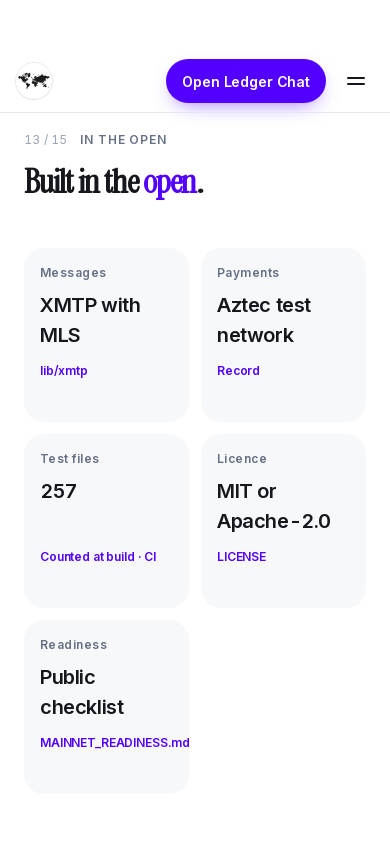 Open Ledger Chat
13 / 15 IN THE OPEN
Built in the open.
Messages
XMTP with
MLS
lib/xmtp
Payments
Aztec test
network
Record
Test files
257
Counted at build · CI
Licence
MIT or
Apache-2.0
LICENSE
Readiness
Public
checklist
MAINNET_READINESS.md